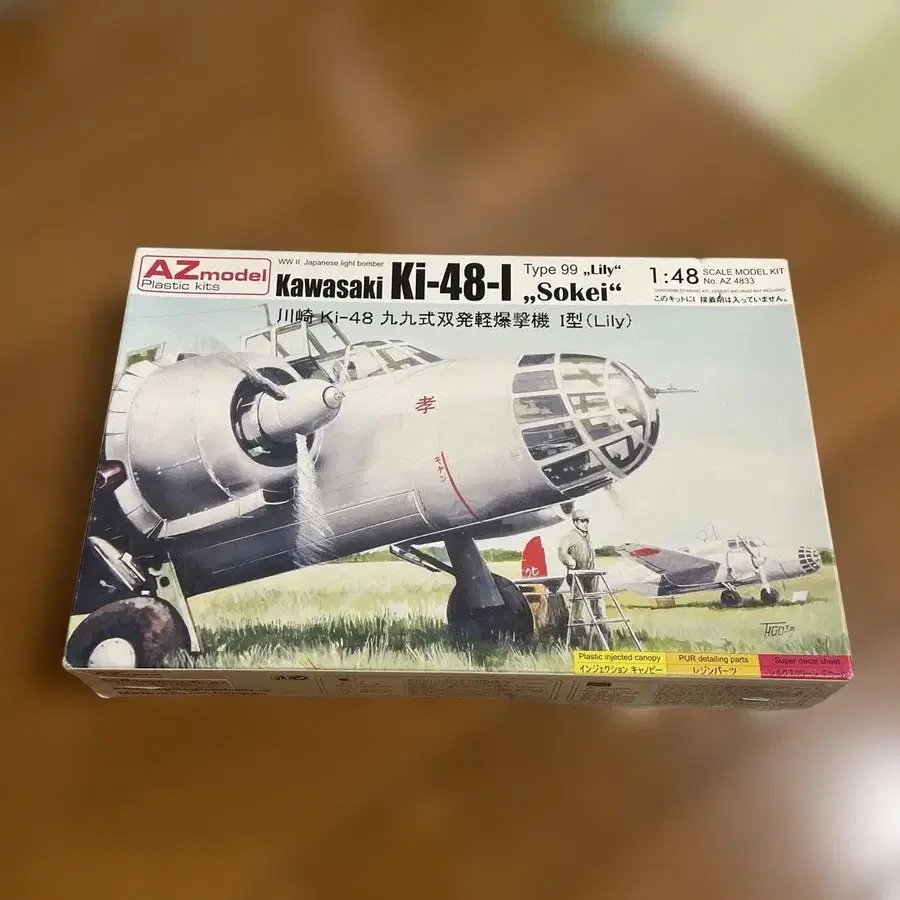 AZmodel
Plastic kits
WW II. Japanese light bomber
Kawasaki Ki-48-I
Type 99 „Lily“
„Sokei“
1:48 SCALE MODEL KIT
No. AZ 4833
このキットに接着剤は入っていません。
川崎 Ki-48 九九式双発軽爆撃機 I型(Lily)
孝
キケン
Plastic injected canopy
インジェクション キャノピー
PUR detailing parts
レジンパーツ
Super decal sheet